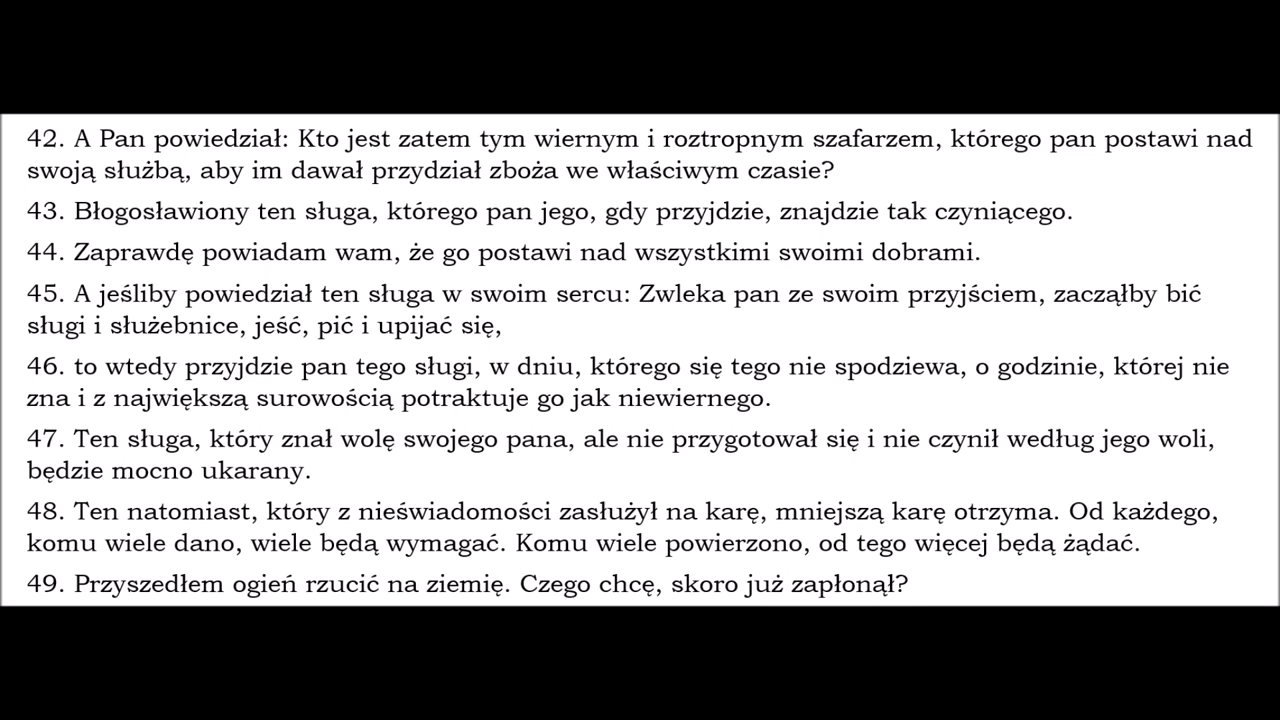 42. A Pan powiedział: Kto jest zatem tym wiernym i roztropnym szafarzem, którego pan postawi nad
swoją służbą, aby im dawał przydział zboża we właściwym czasie?
43. Błogosławiony ten sługa, którego pan jego, gdy przyjdzie, znajdzie tak czyniącego.
44. Zaprawdę powiadam wam, że go postawi nad wszystkimi swoimi dobrami.
45. A jeśliby powiedział ten sługa w swoim sercu: Zwleka pan ze swoim przyjściem, zacząłby bić
sługi i służebnice, jeść, pić i upijać się,
46. to wtedy przyjdzie pan tego sługi, w dniu, którego się tego nie spodziewa, o godzinie, której nie
zna i z największą surowością potraktuje go jak niewiernego.
47. Ten sługa, który znał wolę swojego pana, ale nie przygotował się i nie czynił według jego woli,
będzie mocno ukarany.
48. Ten natomiast, który z nieświadomości zasłużył na karę, mniejszą karę otrzyma. Od każdego,
komu wiele dano, wiele będą wymagać. Komu wiele powierzono, od tego więcej będą żądać.
49. Przyszedłem ogień rzucić na ziemię. Czego chcę, skoro już zapłonął?